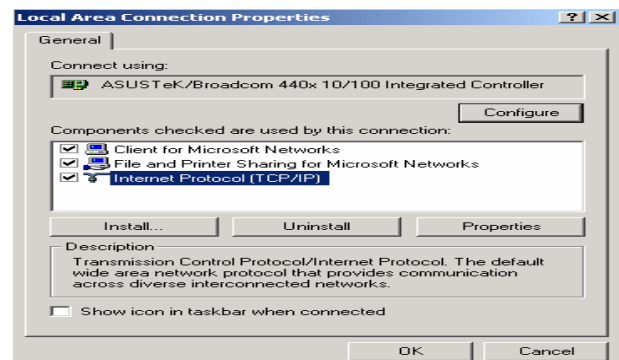 Local Area Connection Properties
General
Connect using:
ASUSTeK/Broadcom 440x 10/100 Integrated Controller
Configure
Components checked are used by this connection:
Client for Microsoft Networks
File and Printer Sharing for Microsoft Networks
Internet Protocol (TCP/IP)
Install... Uninstall Properties
Description
Transmission Control Protocol/Internet Protocol. The default
wide area network protocol that provides communication
across diverse interconnected networks.
Show icon in taskbar when connected
OK Cancel